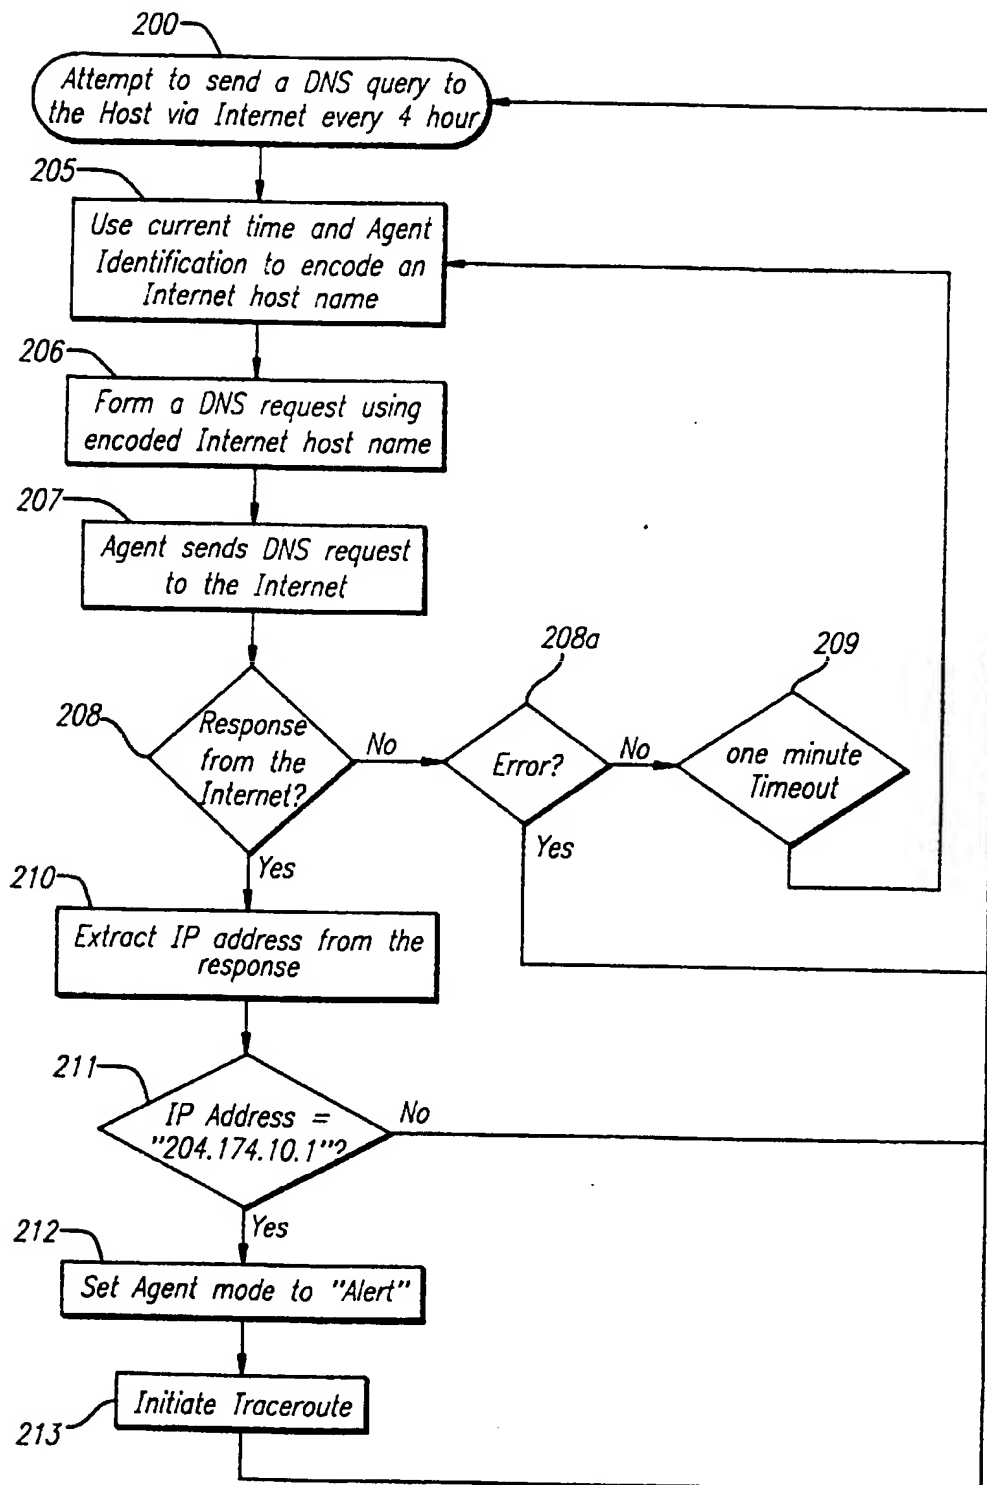 200
Attempt to send a DNS query to
the Host via Internet every 4 hour
205
Use current time and Agent
Identification to encode an
Internet host name
206
Form a DNS request using
encoded Internet host name
207
Agent sends DNS request
to the Internet
208
Response
from the
Internet?
No
208a
Error?
No
209
one minute
Timeout
Yes
Yes
210
Extract IP address from the
response
211
IP Address =
"204.174.10.1"?
No
Yes
212
Set Agent mode to "Alert"
213
Initiate Traceroute